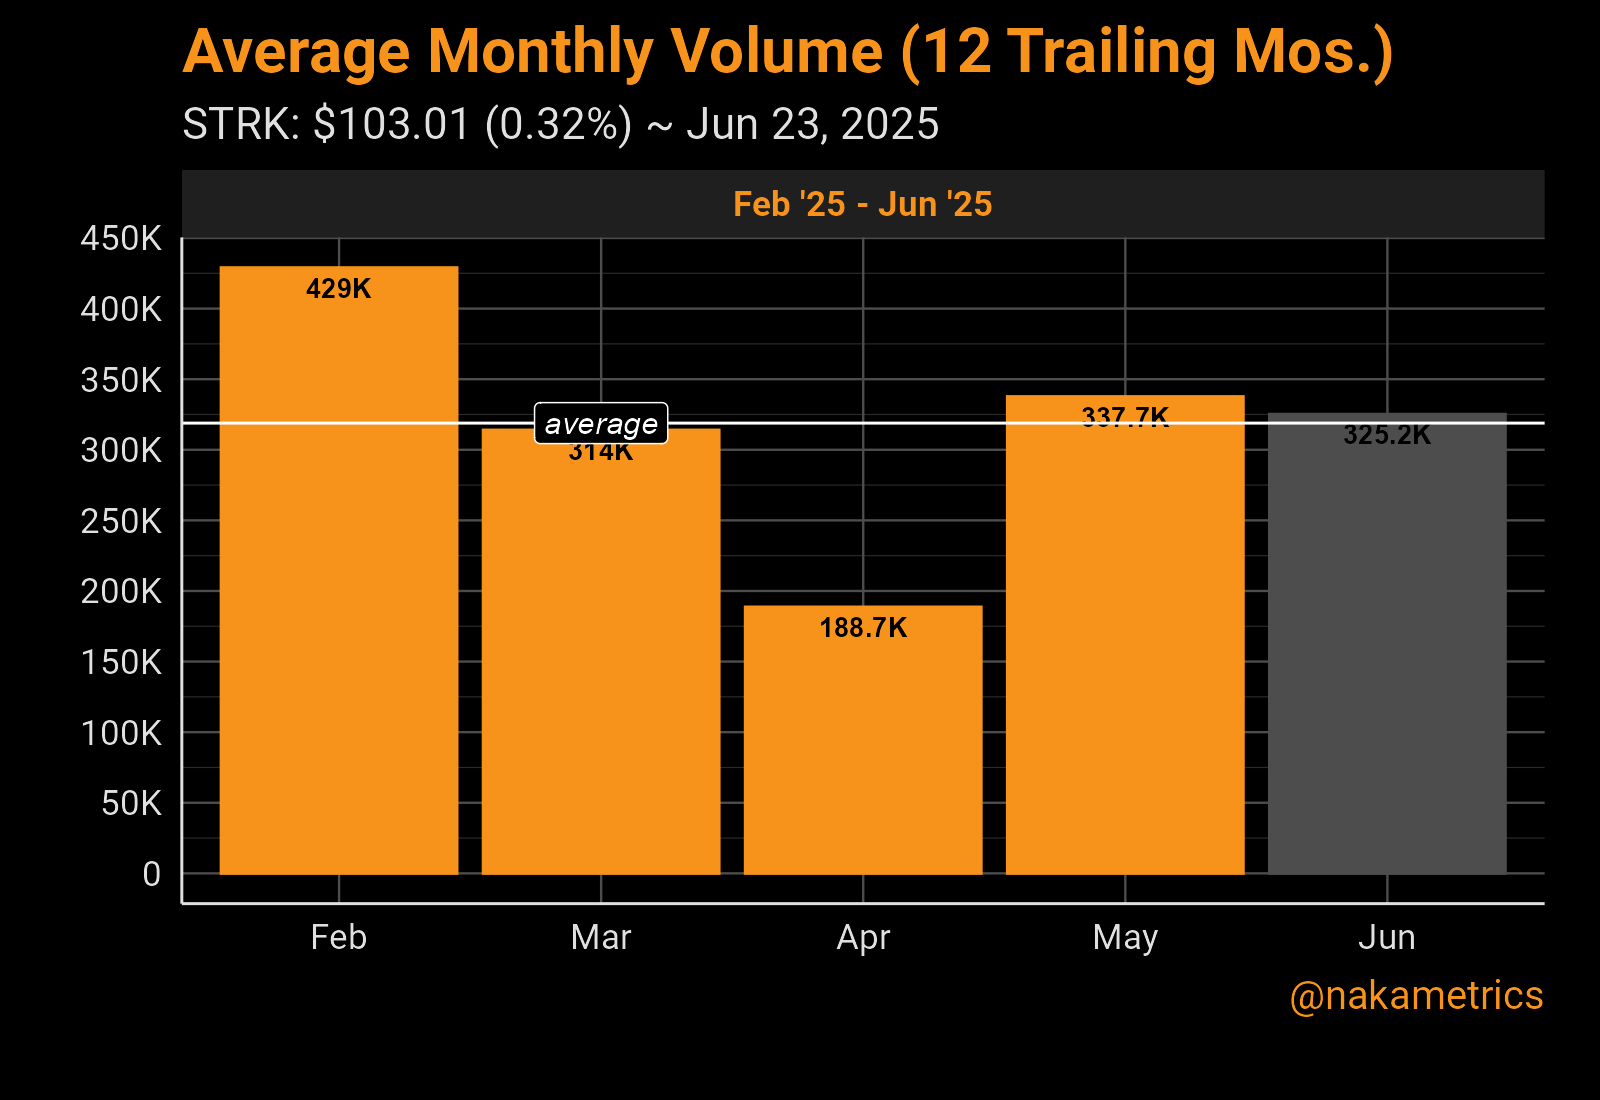 Average Monthly Volume (12 Trailing Mos.)
STRK: $103.01 (0.32%) ~ Jun 23, 2025
Feb '25 - Jun '25
450K
400K
350K
300K
250K
200K
150K
100K
50K
0
429K
average
314K
188.7K
337.7K
325.2K
Feb
Mar
Apr
May
Jun
@nakametrics